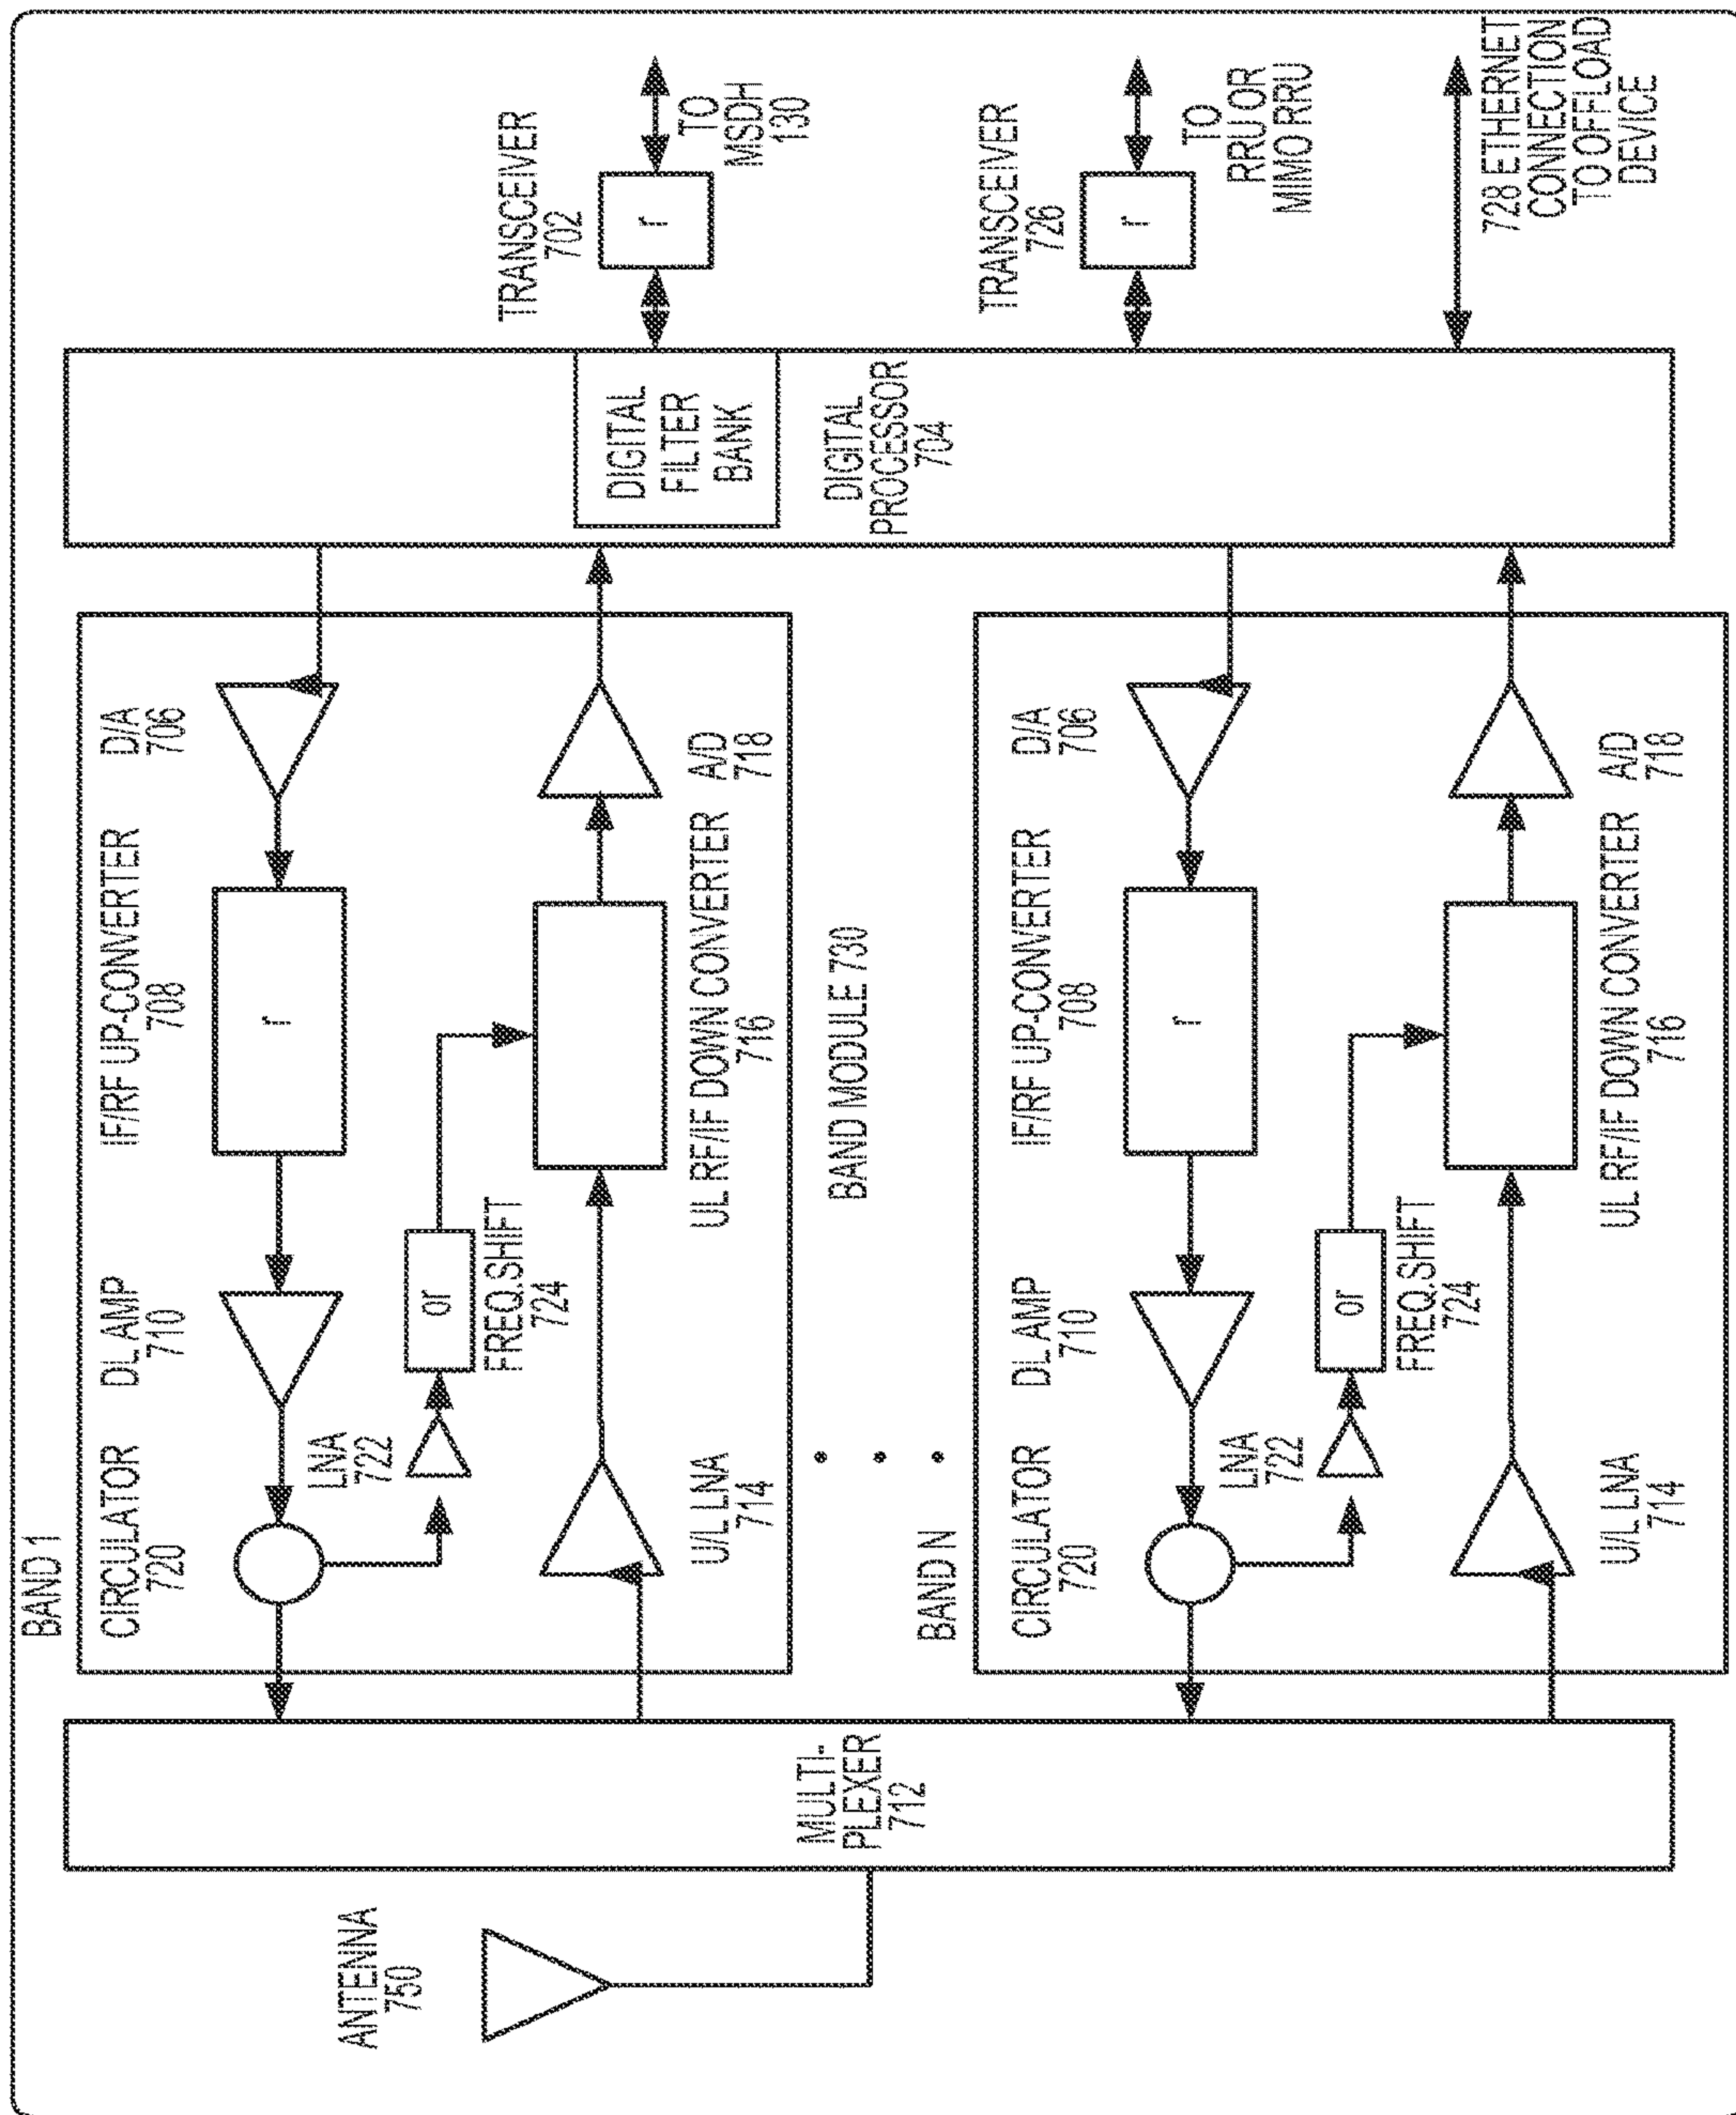 BAND 1
CIRCULATOR
720
DL AMP
710
IF/RF UP-CONVERTER
708
D/A
706
r
LNA
722
or
FREQ.SHIFT
724
U/L LNA
714
UL RF/IF DOWN CONVERTER
716
A/D
718
BAND MODULE 730
BAND N
CIRCULATOR
720
DL AMP
710
IF/RF UP-CONVERTER
708
D/A
706
r
LNA
722
or
FREQ.SHIFT
724
U/L LNA
714
UL RF/IF DOWN CONVERTER
716
A/D
718
ANTENNA
750
MULTI-
PLEXER
712
DIGITAL
FILTER
BANK
DIGITAL
PROCESSOR
704
TRANSCEIVER
702
r
TO
MSDH
130
TRANSCEIVER
726
r
TO
RRU OR
MIMO RRU
728 ETHERNET
CONNECTION
TO OFFLOAD
DEVICE